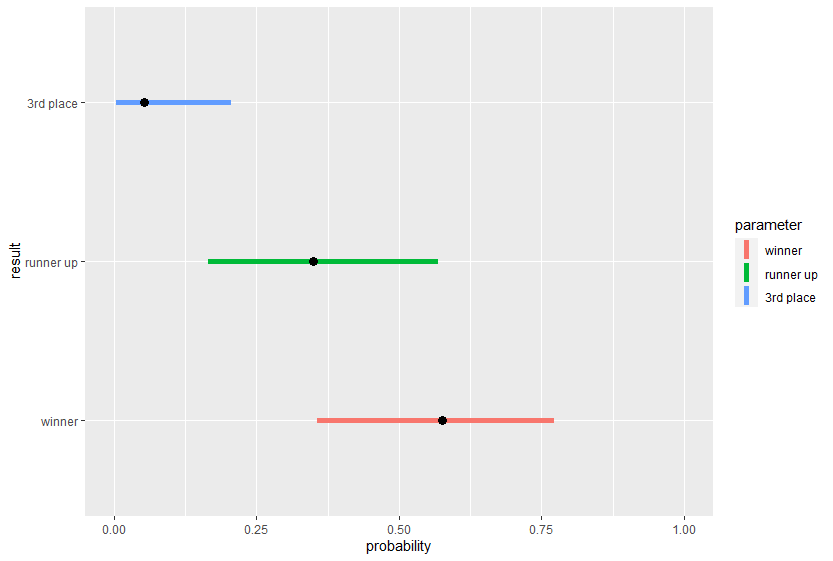 3rd place
runner up
winner
result
0.00 0.25 0.50 0.75 1.00
probability
parameter
winner
runner up
3rd place